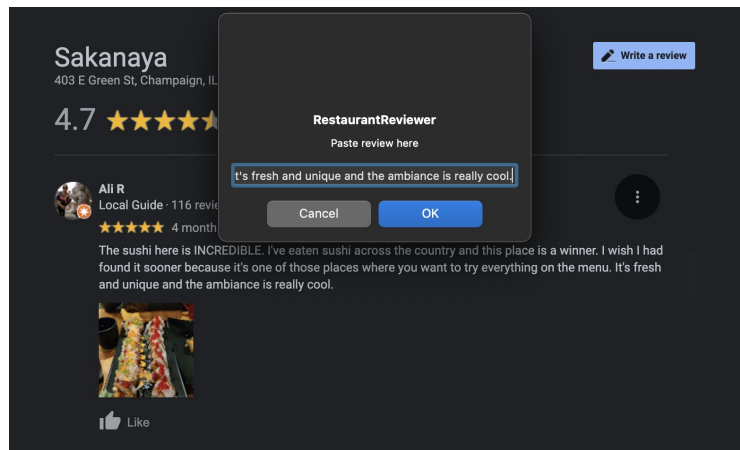 Sakanaya
403 E Green St, Champaign, IL
4.7
Write a review
RestaurantReviewer
Paste review here
t's fresh and unique and the ambiance is really cool.
Cancel
OK
Ali R
Local Guide · 116 revie
4 month
The sushi here is INCREDIBLE. I've eaten sushi across the country and this place is a winner. I wish I had
found it sooner because it's one of those places where you want to try everything on the menu. It's fresh
and unique and the ambiance is really cool.
Like